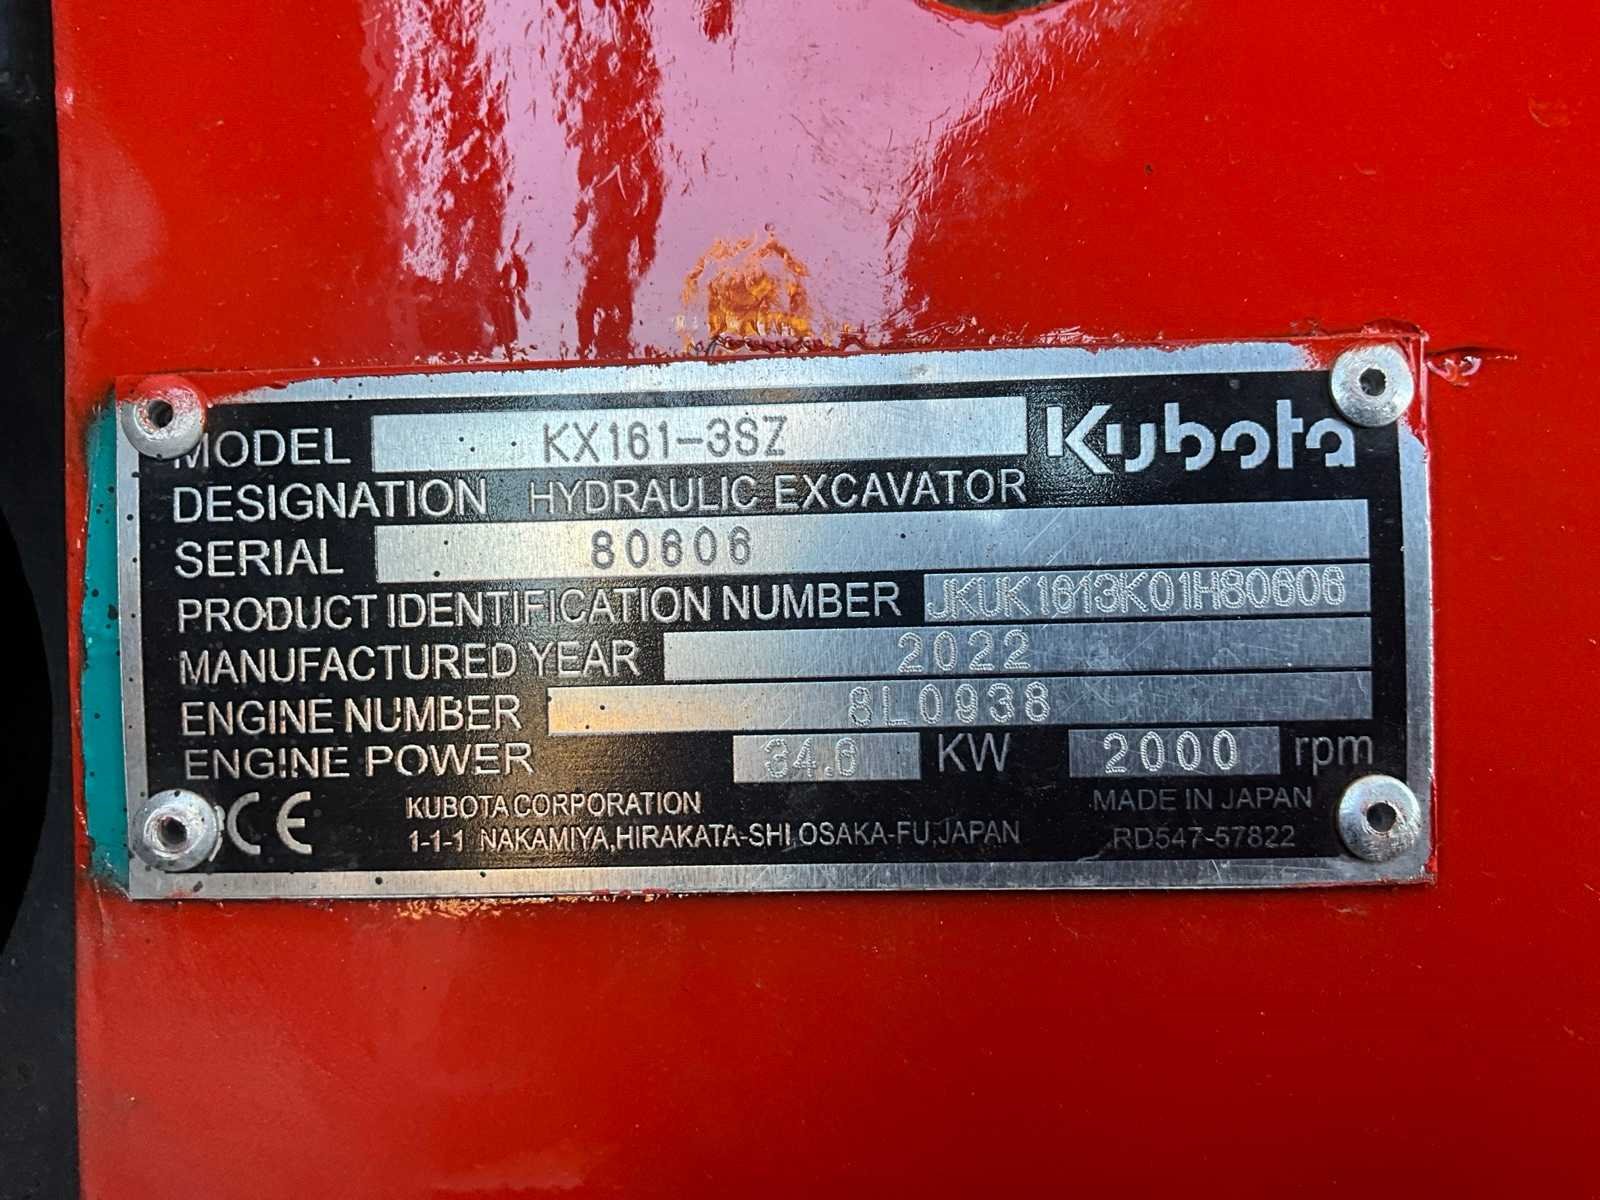 MODEL KX161-3SZ Kubota
DESIGNATION HYDRAULIC EXCAVATOR
SERIAL 80606
PRODUCT IDENTIFICATION NUMBER JKUK1613K01H80606
MANUFACTURED YEAR 2022
ENGINE NUMBER 8L0938
ENGINE POWER 34.6 KW 2000 rpm
CE KUBOTA CORPORATION MADE IN JAPAN
1-1-1 NAKAMIYA,HIRAKATA-SHI,OSAKA-FU,JAPAN RD547-57822